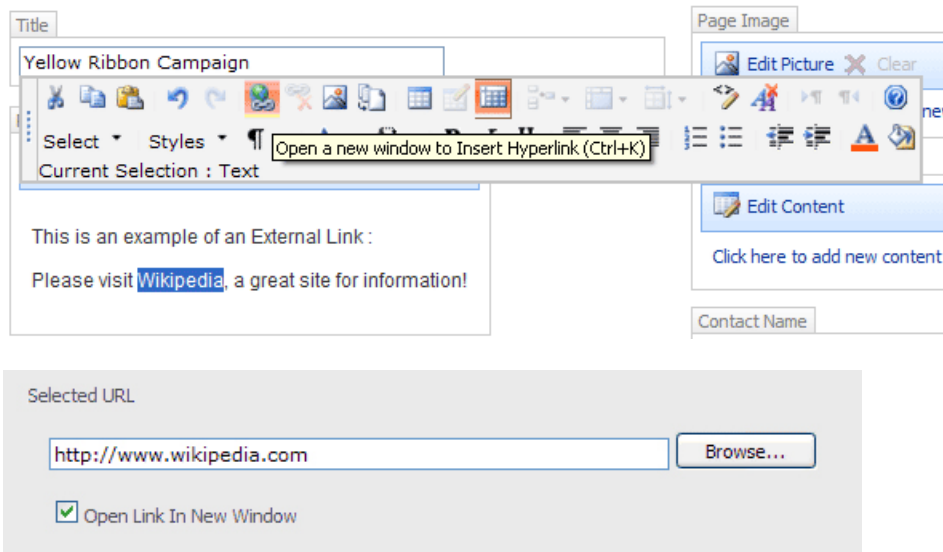 Title
Page Image
Yellow Ribbon Campaign
Edit Picture Clear
Select Styles
Open a new window to Insert Hyperlink (Ctrl+K)
Current Selection : Text
Edit Content
This is an example of an External Link :
Click here to add new content
Please visit Wikipedia, a great site for information!
Contact Name
Selected URL
http://www.wikipedia.com
Browse...
Open Link In New Window